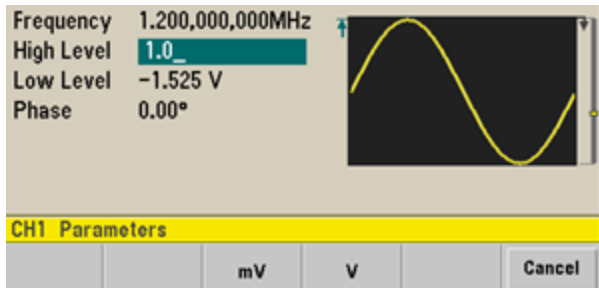 Frequency 1.200,000,000MHz
High Level 1.0_
Low Level -1.525 V
Phase 0.00°
CH1 Parameters
mV V Cancel